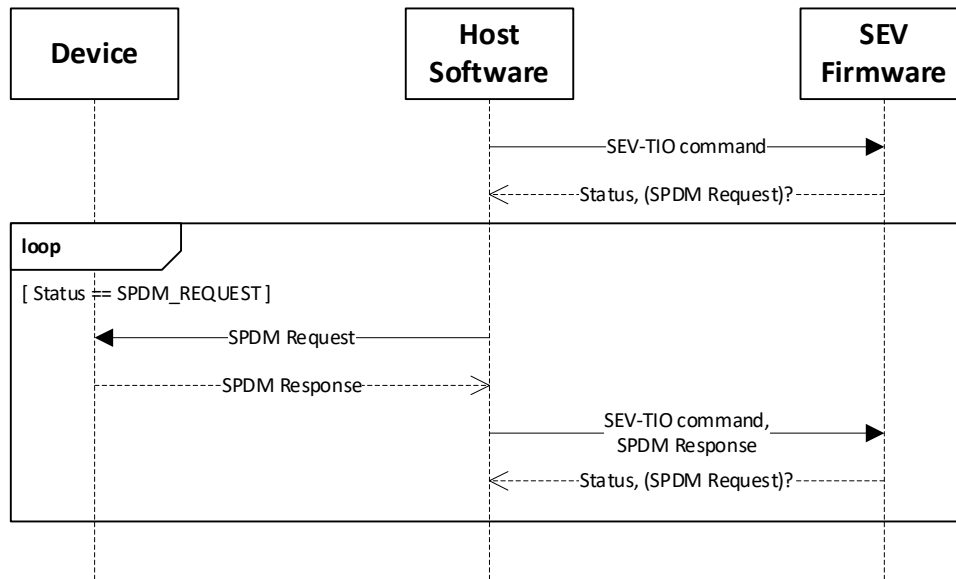 Device
Host
Software
SEV
Firmware
SEV-TIO command
Status, (SPDM Request)?
loop
[ Status == SPDM_REQUEST ]
SPDM Request
SPDM Response
SEV-TIO command,
SPDM Response
Status, (SPDM Request)?